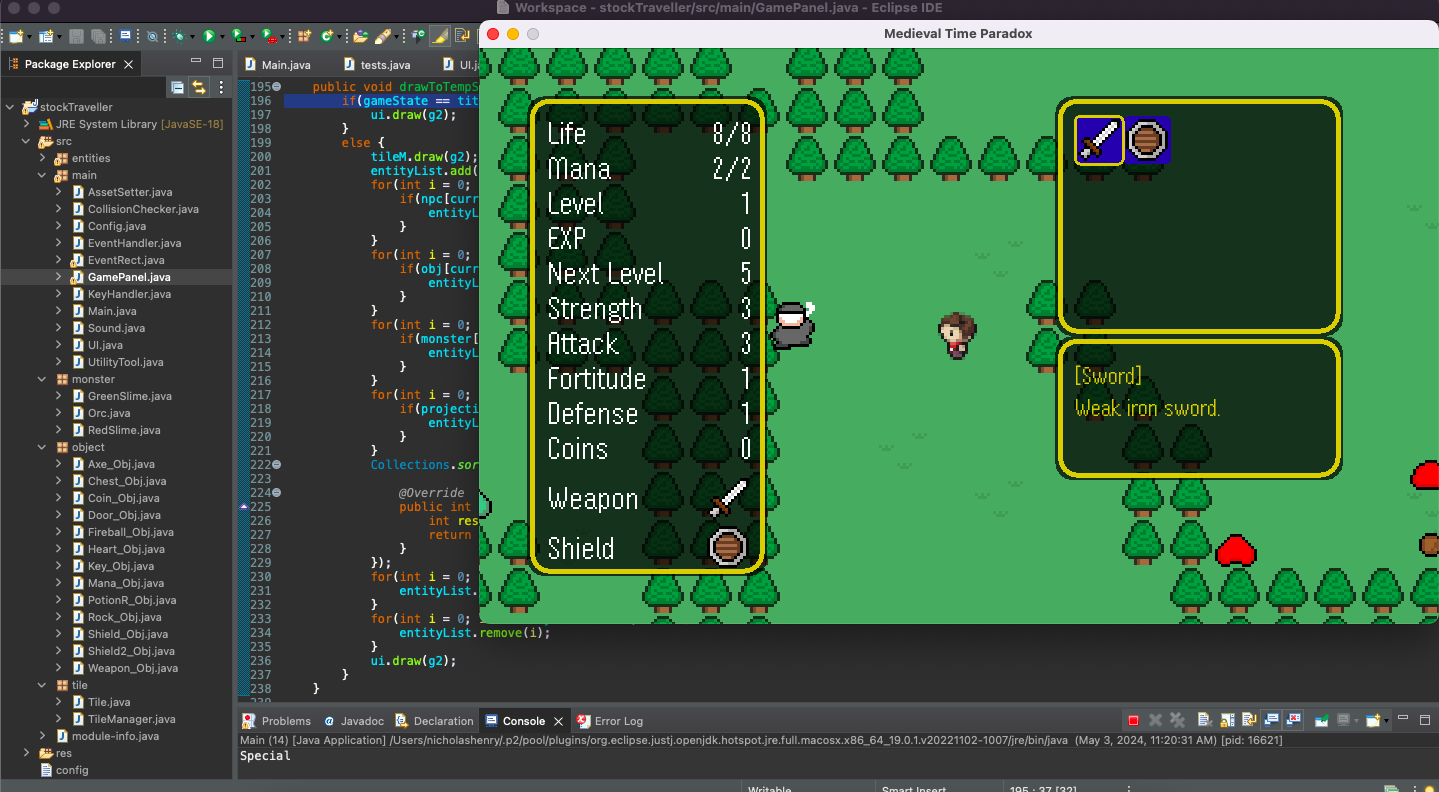 Workspace - stockTraveller/src/main/GamePanel.java - Eclipse IDE
Package Explorer
stockTraveller
JRE System Library [JavaSE-18]
src
entities
main
AssetSetter.java
CollisionChecker.java
Config.java
EventHandler.java
EventRect.java
GamePanel.java
KeyHandler.java
Main.java
Sound.java
UI.java
UtilityTool.java
monster
GreenSlime.java
Orc.java
RedSlime.java
object
Axe_Obj.java
Chest_Obj.java
Coin_Obj.java
Door_Obj.java
Fireball_Obj.java
Heart_Obj.java
Key_Obj.java
Mana_Obj.java
PotionR_Obj.java
Rock_Obj.java
Shield_Obj.java
Shield2_Obj.java
Weapon_Obj.java
tile
Tile.java
TileManager.java
module-info.java
res
config
Main.java
tests.java
UI.j
195 public void drawToTempS
196 if(gameState == tit
197 ui.draw(g2);
198 }
199 else {
200 tileM.draw(g2);
201 entityList.add(
202 for(int i = 0;
203 if(npc[curr
204 entityL
205 }
206 }
207 for(int i = 0;
208 if(obj[curr
209 entityL
210 }
211 }
212 for(int i = 0;
213 if(monster[
214 entityL
215 }
216 }
217 for(int i = 0;
218 if(projecti
219 entityL
220 }
221 }
222 Collections.sor
223
224 @Override
225 public int
226 int res
227 return
228 }
229 });
230 for(int i = 0;
231 entityList.
232 }
233 for(int i = 0;
234 entityList.remove(i);
235 }
236 ui.draw(g2);
237 }
238 }
Medieval Time Paradox
Life 8/8
Mana 2/2
Level 1
EXP 0
Next Level 5
Strength 3
Attack 3
Fortitude 1
Defense 1
Coins 0
Weapon
Shield
[Sword]
Weak iron sword.
Problems
Javadoc
Declaration
Console
Error Log
Main (14) [Java Application] /Users/nicholashenry/.p2/pool/plugins/org.eclipse.justj.openjdk.hotspot.jre.full.macosx.x86_64_19.0.1.v20221102-1007/jre/bin/java (May 3, 2024, 11:20:31 AM) [pid: 16621]
Special
Writable
Smart Insert
195 : 37 [32]